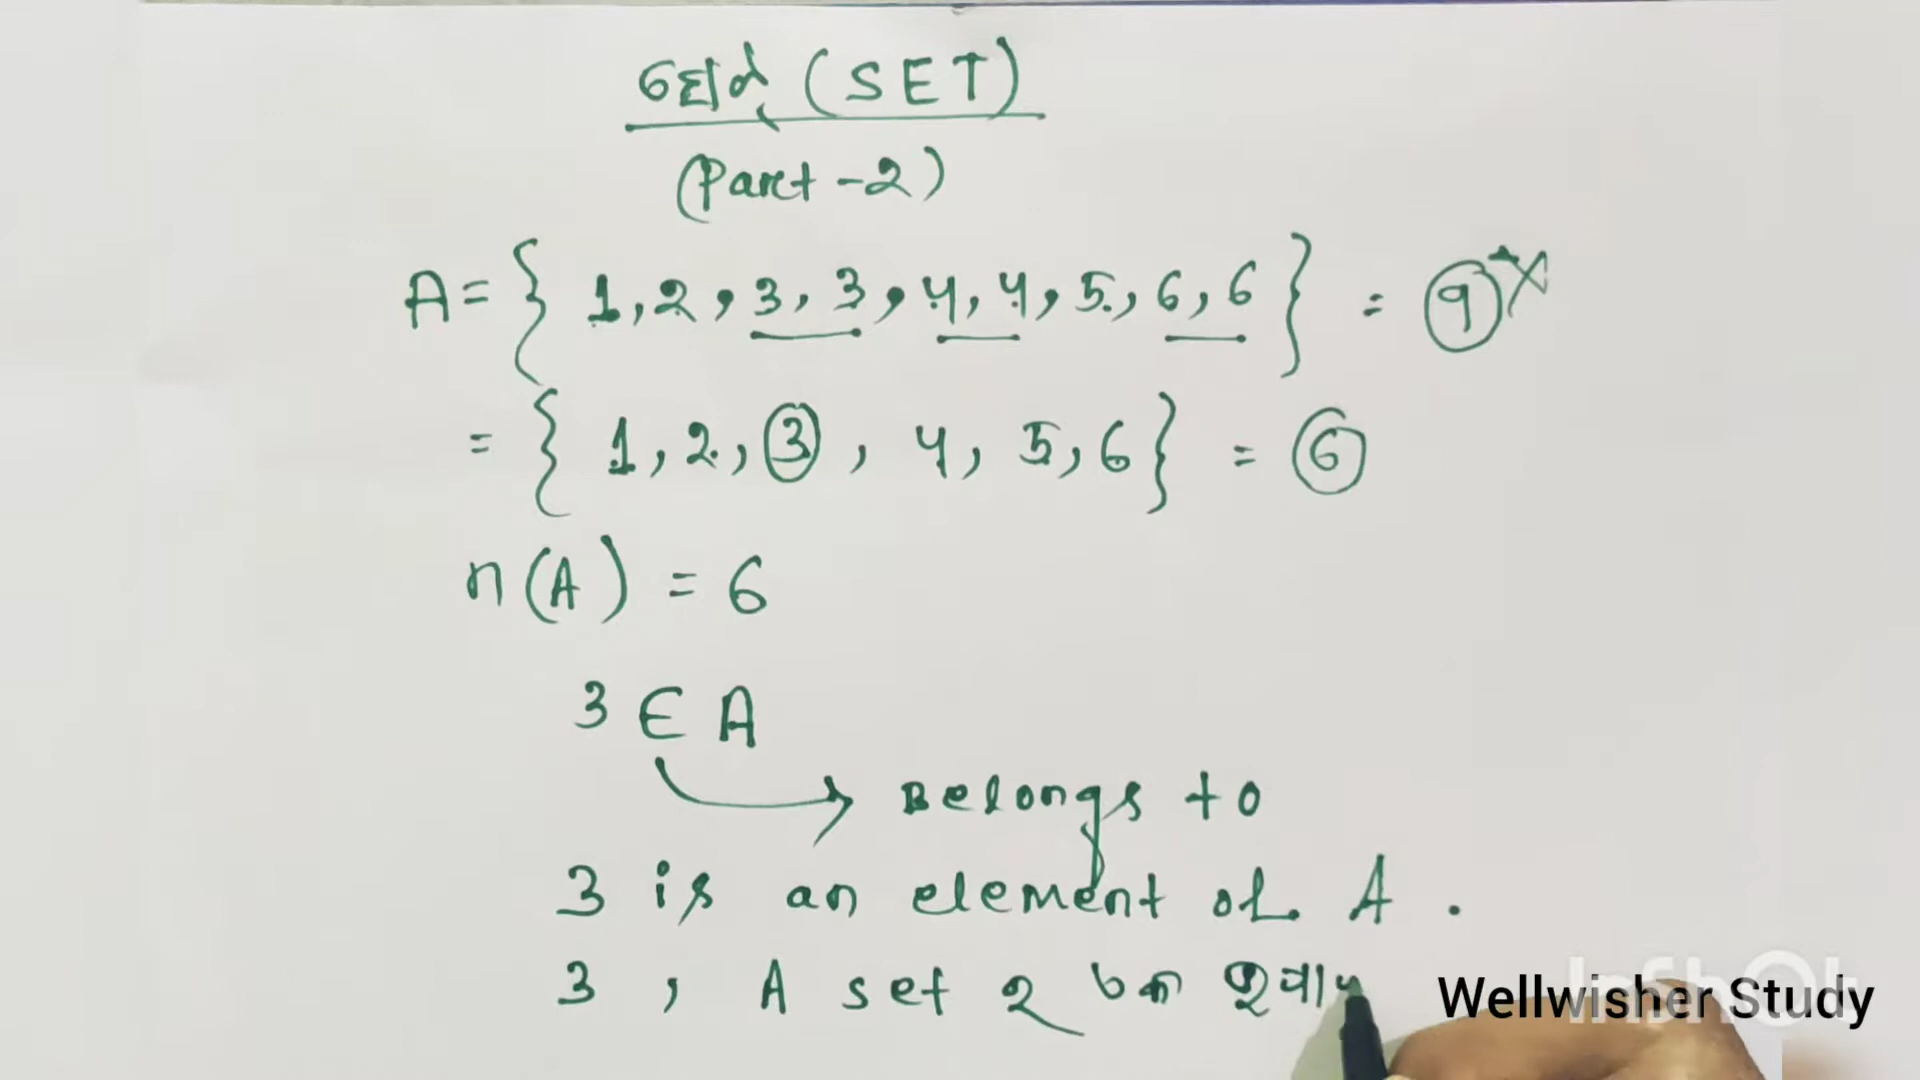 ସେଟ୍ (SET)
(Part-2)
A = { 1, 2, 3, 3, 4, 4, 5, 6, 6 } = 9 X
= { 1, 2, 3, 4, 5, 6 } = 6
n(A) = 6
3 ∈ A
Belongs to
3 is an element of A.
3, A set
Wellwisher Study
InShOt